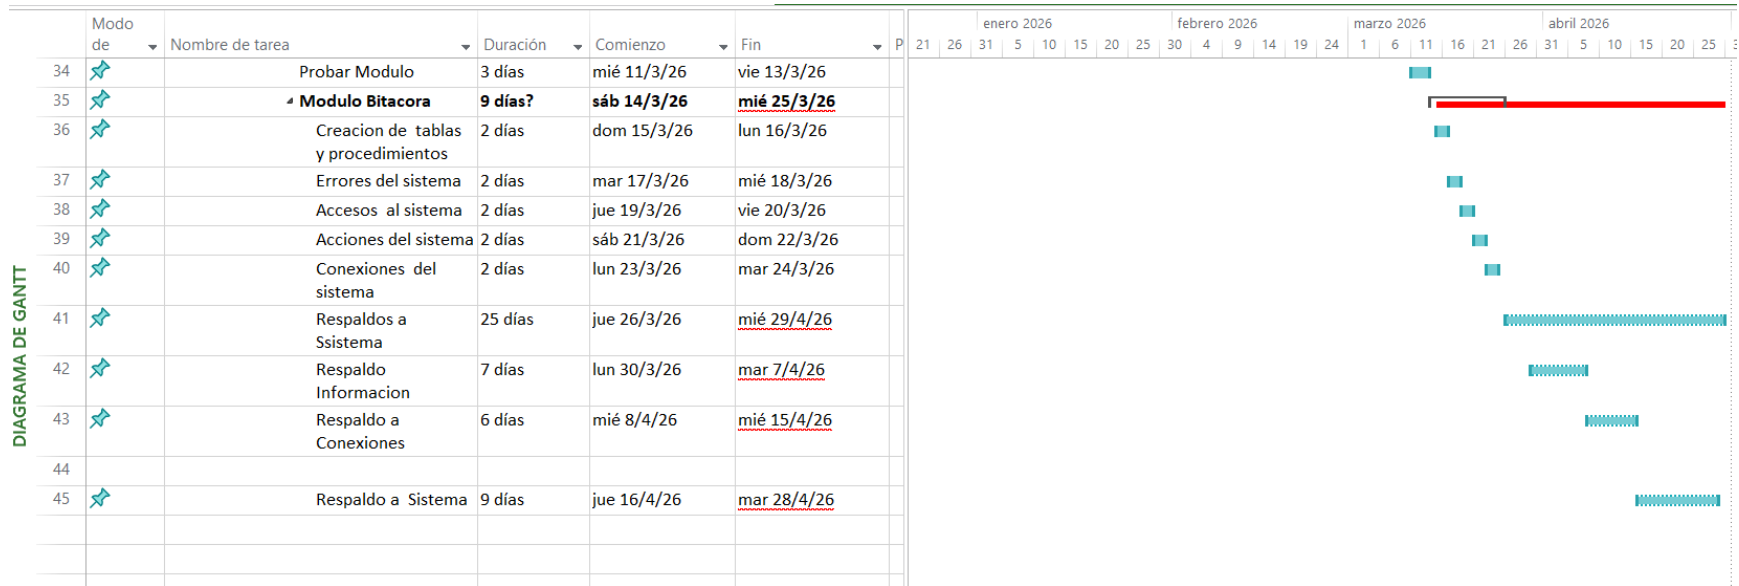 Modo
de
Nombre de tarea
Duración
Comienzo
Fin
P
enero 2026
febrero 2026
marzo 2026
abril 2026
21 26 31 5 10 15 20 25 30 4 9 14 19 24 1 6 11 16 21 26 31 5 10 15 20 25 3
DIAGRAMA DE GANTT
34 Probar Modulo 3 días mié 11/3/26 vie 13/3/26
35 Modulo Bitacora 9 días? sáb 14/3/26 mié 25/3/26
36 Creacion de tablas 2 días dom 15/3/26 lun 16/3/26
y procedimientos
37 Errores del sistema 2 días mar 17/3/26 mié 18/3/26
38 Accesos al sistema 2 días jue 19/3/26 vie 20/3/26
39 Acciones del sistema 2 días sáb 21/3/26 dom 22/3/26
40 Conexiones del 2 días lun 23/3/26 mar 24/3/26
sistema
41 Respaldos a 25 días jue 26/3/26 mié 29/4/26
Ssistema
42 Respaldo 7 días lun 30/3/26 mar 7/4/26
Informacion
43 Respaldo a 6 días mié 8/4/26 mié 15/4/26
Conexiones
44
45 Respaldo a Sistema 9 días jue 16/4/26 mar 28/4/26